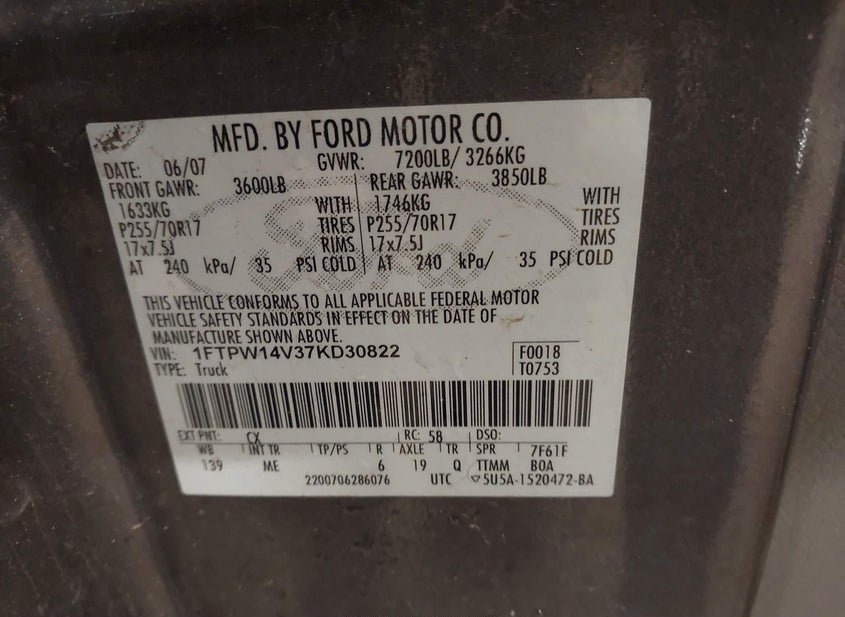 MFD. BY FORD MOTOR CO.
DATE: 06/07 GVWR: 7200LB/ 3266KG
FRONT GAWR: 3600LB REAR GAWR: 3850LB
1633KG WITH 1746KG WITH
P255/70R17 TIRES P255/70R17 TIRES
17x7.5J RIMS 17x7.5J RIMS
AT 240 kPa/ 35 PSI COLD AT 240 kPa/ 35 PSI COLD
THIS VEHICLE CONFORMS TO ALL APPLICABLE FEDERAL MOTOR
VEHICLE SAFETY STANDARDS IN EFFECT ON THE DATE OF
MANUFACTURE SHOWN ABOVE.
VIN: 1FTPW14V37KD30822 F0018
TYPE: Truck T0753
EXT PNT: CX RC: 58 DSO:
WB INT TR TP/PS R AXLE TR SPR 7F61F
139 ME 6 19 Q TTMM BOA
2200706286076 UTC ▽5U5A-1520472-BA